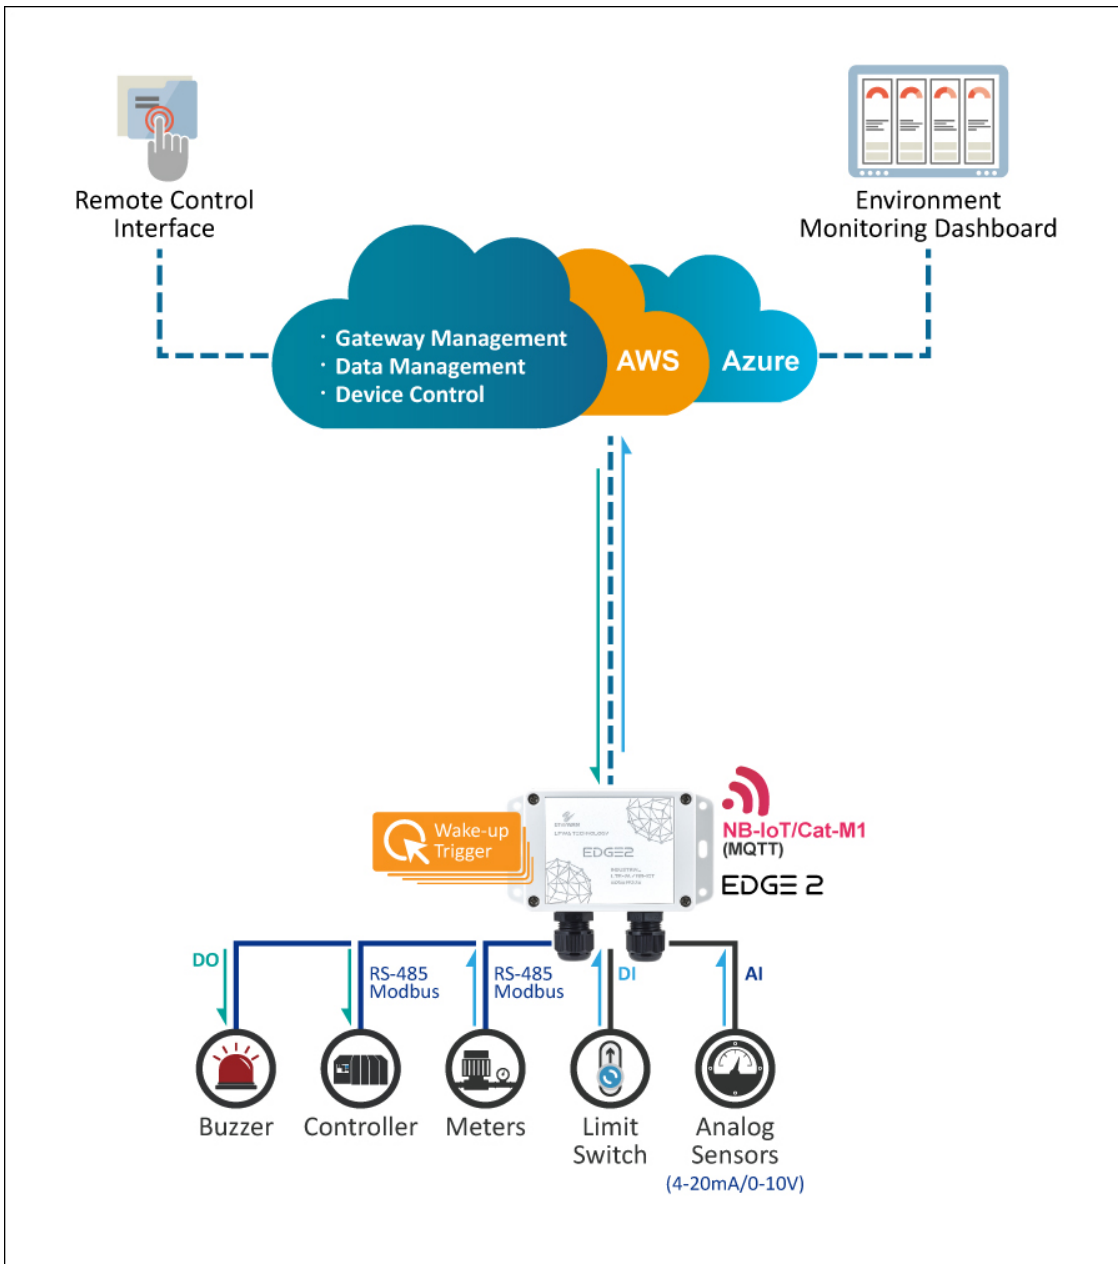 Remote Control
Interface
Environment
Monitoring Dashboard
· Gateway Management
· Data Management
· Device Control
AWS
Azure
Wake-up
Trigger
EDGE2
INDUSTRIAL
NB-IoT/Cat-M1
(MQTT)
EDGE 2
DO
RS-485
Modbus
RS-485
Modbus
DI
AI
Buzzer
Controller
Meters
Limit
Switch
Analog
Sensors
(4-20mA/0-10V)